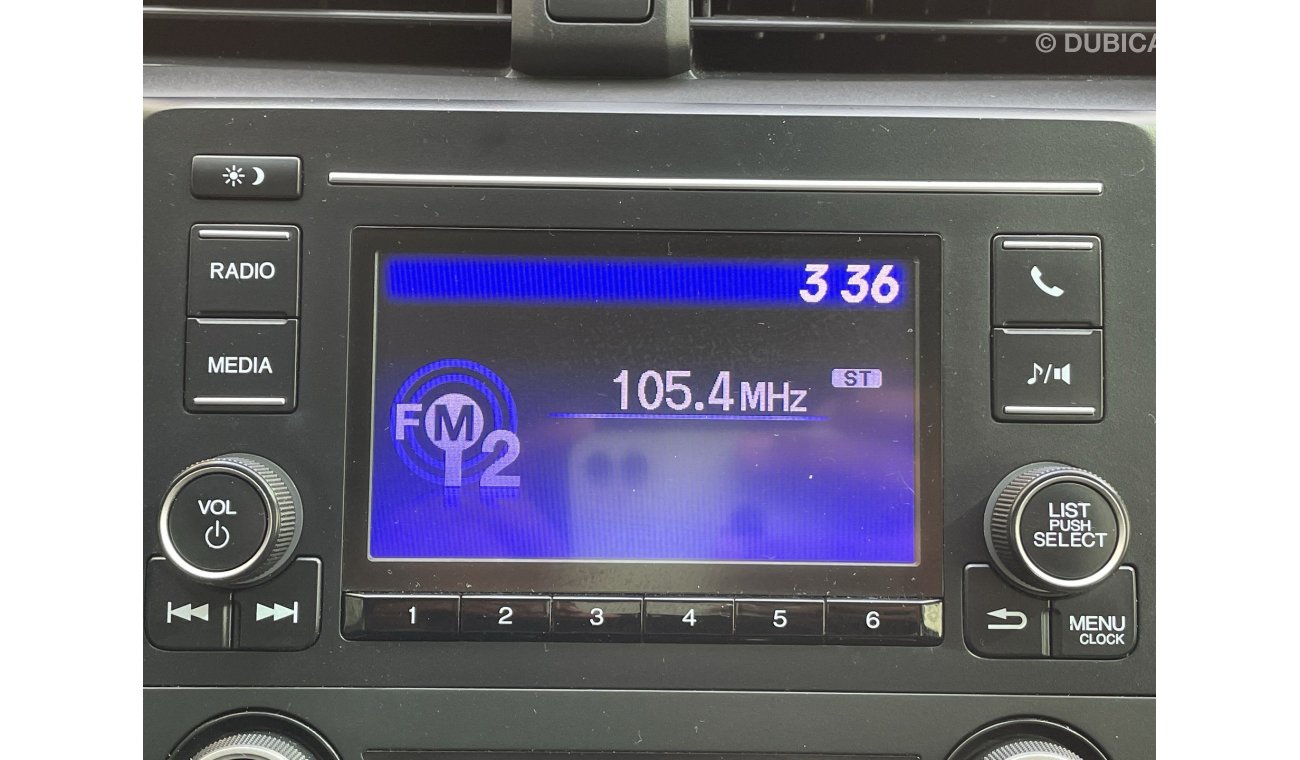 © DUBICA
3 36
RADIO
MEDIA
105.4 MHz
ST
FM
2
VOL
LIST
PUSH
SELECT
1 2 3 4 5 6
MENU
CLOCK